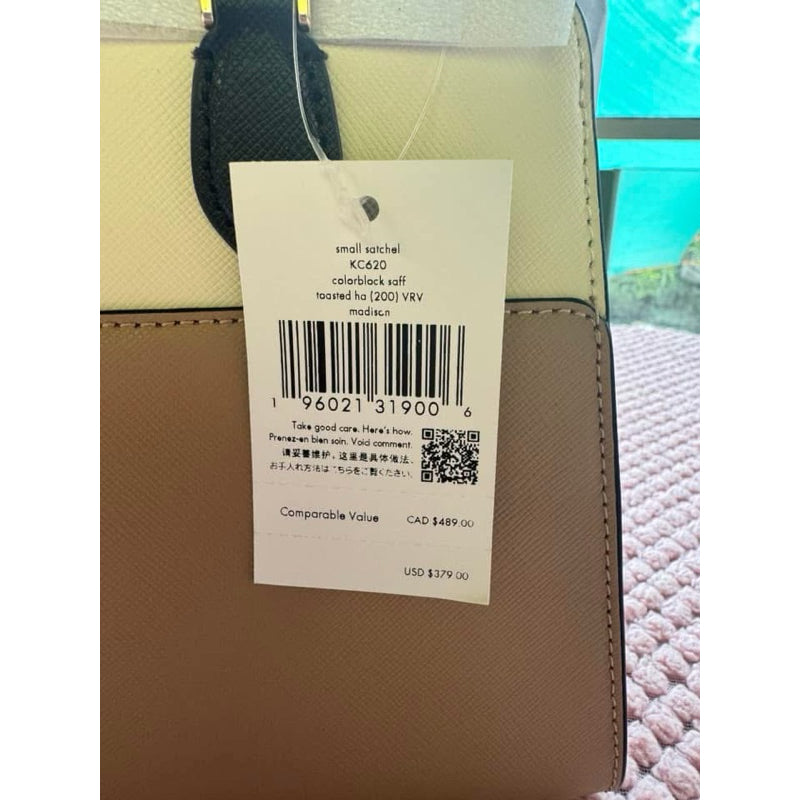 small satchel
KC620
colorblock saff
toasted ha (200) VRV
madison
1 96021 31900 6
Take good care. Here's how.
Prenez-en bien soin. Voici comment.
请妥善维护。这里是具体做法。
お手入れ方法はこちらをご覧ください。
Comparable Value CAD $489.00
USD $379.00